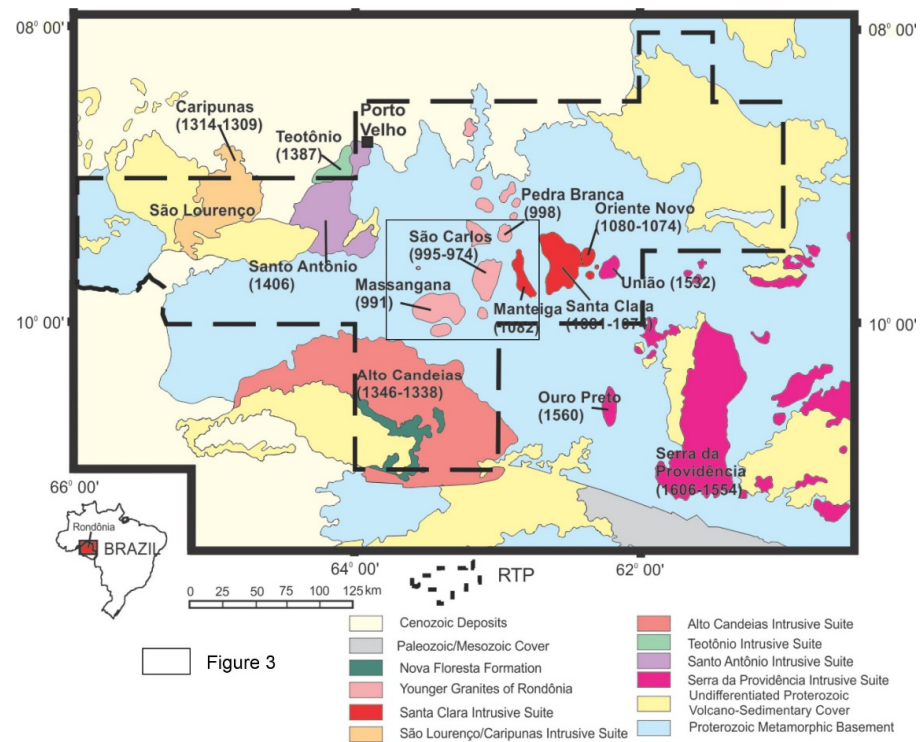 08° 00'
08° 00'
Caripunas
(1314-1309)
Teotônio
(1387)
Porto
Velho
São Lourenço
Pedra Branca
(998)
Oriente Novo
(1080-1074)
São Carlos
(995-974)
Santo Antônio
(1406)
Massangana
(991)
Manteiga
(1082)
Santa Clara
União (1532)
10° 00'
10° 00'
Alto Candeias
(1346-1338)
Ouro Preto
(1560)
Serra da
Providência
(1606-1554)
66° 00'
64° 00'
62° 00'
Rondônia
BRAZIL
0 25 50 75 100 125 km
RTP
Figure 3
Cenozoic Deposits
Paleozoic/Mesozoic Cover
Nova Floresta Formation
Younger Granites of Rondônia
Santa Clara Intrusive Suite
São Lourenço/Caripunas Intrusive Suite
Alto Candeias Intrusive Suite
Teotônio Intrusive Suite
Santo Antônio Intrusive Suite
Serra da Providência Intrusive Suite
Undifferentiated Proterozoic
Volcano-Sedimentary Cover
Proterozoic Metamorphic Basement